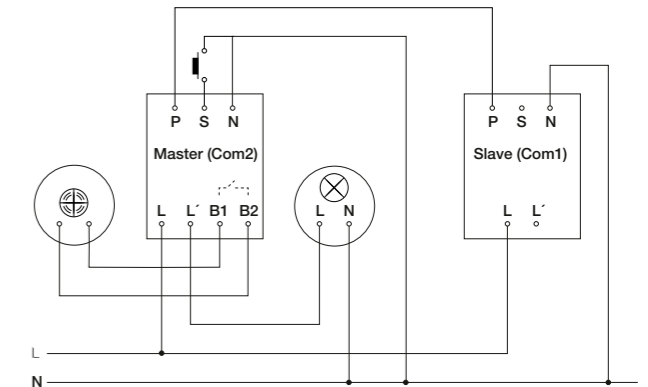 P S N P S N
Master (Com2) Slave (Com1)
L L´ B1 B2 L N L L´
L
N